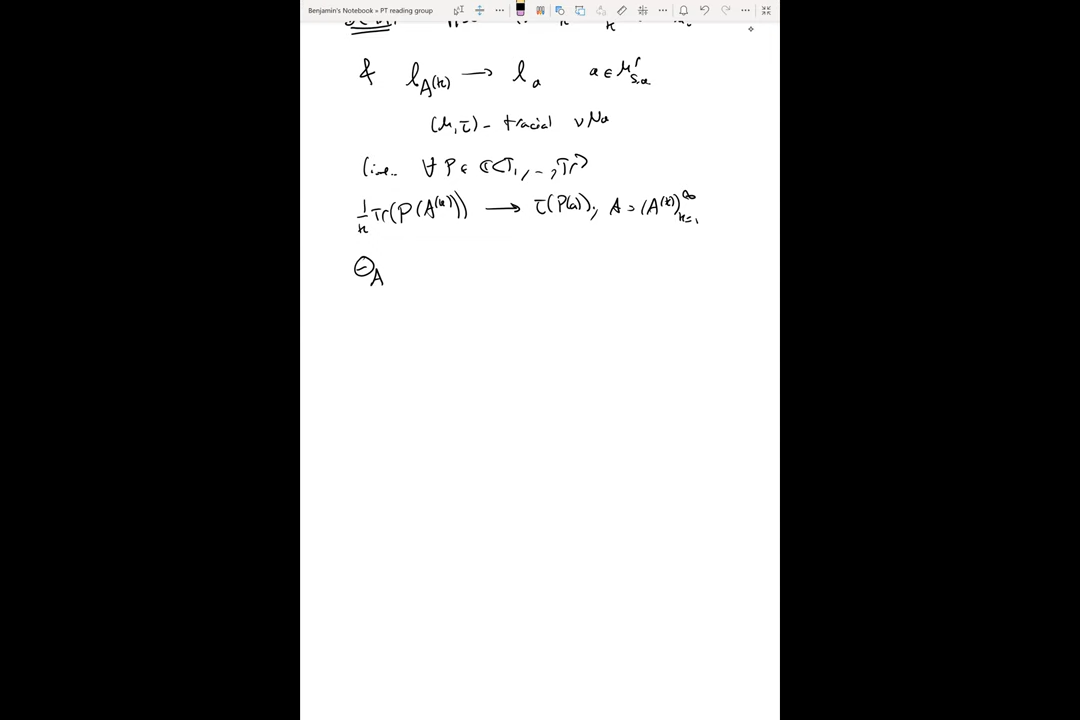 Benjamin's Notebook » PT reading group
& ℓ_{A^{(k)}} → ℓ_a a ∈ M^r_{s.a}
(M, τ) - tracial vNa
(i.e.. ∀ P ∈ ℂ<T_1, -, T_r>
1/k Tr(P(A^{(k)})) → τ(P(a)), A = (A^{(k)})^∞_{k=1}
Θ_A